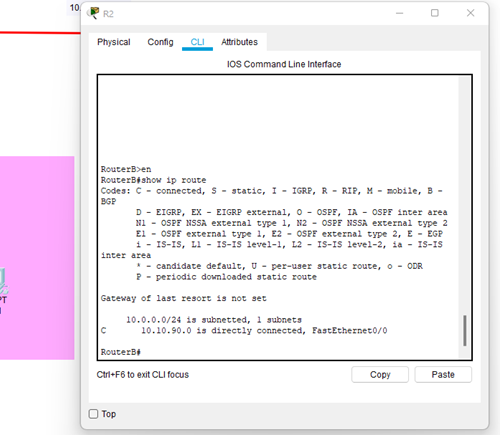 10.
R2
Physical Config CLI Attributes
IOS Command Line Interface
RouterB>en
RouterB#show ip route
Codes: C - connected, S - static, I - IGRP, R - RIP, M - mobile, B -
BGP
D - EIGRP, EX - EIGRP external, O - OSPF, IA - OSPF inter area
N1 - OSPF NSSA external type 1, N2 - OSPF NSSA external type 2
E1 - OSPF external type 1, E2 - OSPF external type 2, E - EGP
i - IS-IS, L1 - IS-IS level-1, L2 - IS-IS level-2, ia - IS-IS
inter area
* - candidate default, U - per-user static route, o - ODR
P - periodic downloaded static route
Gateway of last resort is not set
10.0.0.0/24 is subnetted, 1 subnets
C 10.10.90.0 is directly connected, FastEthernet0/0
RouterB#
PT
Ctrl+F6 to exit CLI focus
Copy Paste
Top